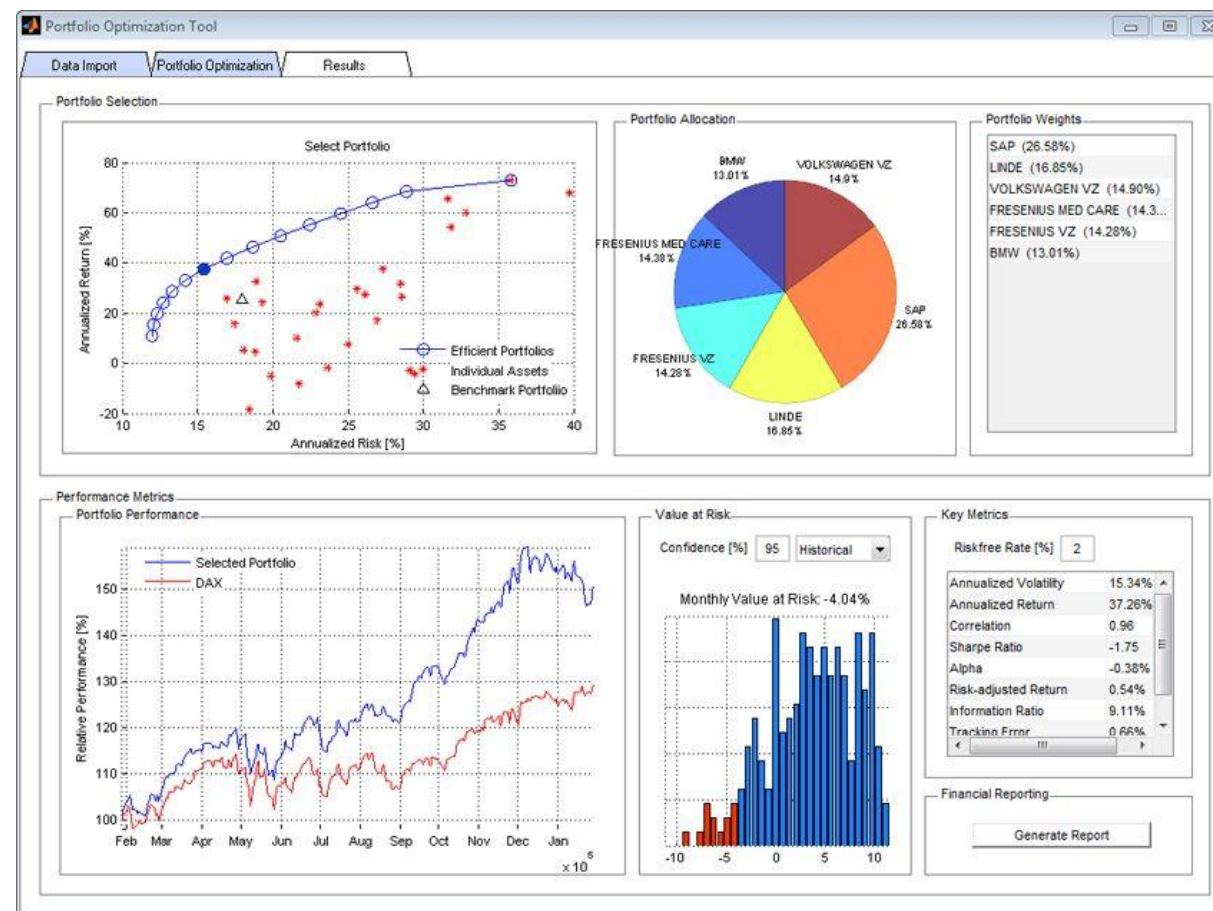 Portfolio Optimization Tool
Data Import
Portfolio Optimization
Results
Portfolio Selection
Select Portfolio
Annualized Return [%]
80
60
40
20
0
-20
10 15 20 25 30 35 40
Annualized Risk [%]
Efficient Portfolios
Individual Assets
Benchmark Portfoliio
Portfolio Allocation
BMW
13.01%
VOLKSWAGEN VZ
14.9%
FRESENIUS MED CARE
14.38%
SAP
26.58%
FRESENIUS VZ
14.28%
LINDE
16.85%
Portfolio Weights
SAP (26.58%)
LINDE (16.85%)
VOLKSWAGEN VZ (14.90%)
FRESENIUS MED CARE (14.3...
FRESENIUS VZ (14.28%)
BMW (13.01%)
Performance Metrics
Portfolio Performance
Selected Portfolio
DAX
Relative Performance [%]
150
140
130
120
110
100
Feb Mar Apr May Jun Jul Aug Sep Oct Nov Dec Jan
x 10^5
Value at Risk
Confidence [%] 95 Historical
Monthly Value at Risk: -4.04%
-10 -5 0 5 10
Key Metrics
Riskfree Rate [%] 2
Annualized Volatility 15.34%
Annualized Return 37.26%
Correlation 0.96
Sharpe Ratio -1.75
Alpha -0.38%
Risk-adjusted Return 0.54%
Information Ratio 9.11%
Tracking Error 0.66%
Financial Reporting
Generate Report